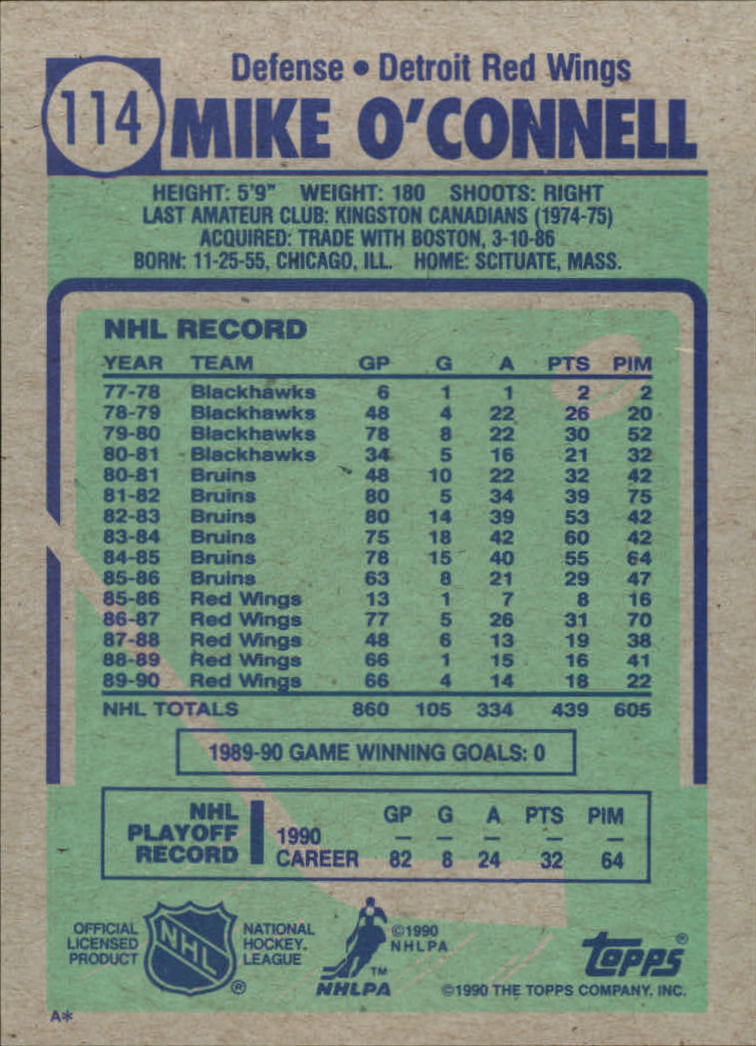 114
Defense • Detroit Red Wings
MIKE O'CONNELL
HEIGHT: 5'9" WEIGHT: 180 SHOOTS: RIGHT
LAST AMATEUR CLUB: KINGSTON CANADIANS (1974-75)
ACQUIRED: TRADE WITH BOSTON, 3-10-86
BORN: 11-25-55, CHICAGO, ILL. HOME: SCITUATE, MASS.
NHL RECORD
YEAR TEAM GP G A PTS PIM
77-78 Blackhawks 6 1 1 2 2
78-79 Blackhawks 48 4 22 26 20
79-80 Blackhawks 78 8 22 30 52
80-81 Blackhawks 34 5 16 21 32
80-81 Bruins 48 10 22 32 42
81-82 Bruins 80 5 34 39 75
82-83 Bruins 80 14 39 53 42
83-84 Bruins 75 18 42 60 42
84-85 Bruins 78 15 40 55 64
85-86 Bruins 63 8 21 29 47
85-86 Red Wings 13 1 7 8 16
86-87 Red Wings 77 5 26 31 70
87-88 Red Wings 48 6 13 19 38
88-89 Red Wings 66 1 15 16 41
89-90 Red Wings 66 4 14 18 22
NHL TOTALS 860 105 334 439 605
1989-90 GAME WINNING GOALS: 0
NHL PLAYOFF RECORD
GP G A PTS PIM
1990 — — — — —
CAREER 82 8 24 32 64
OFFICIAL
LICENSED
PRODUCT
NHL
®
NATIONAL
HOCKEY
LEAGUE
TM
NHLPA
©1990
NHLPA
Topps®
©1990 THE TOPPS COMPANY, INC.
A*